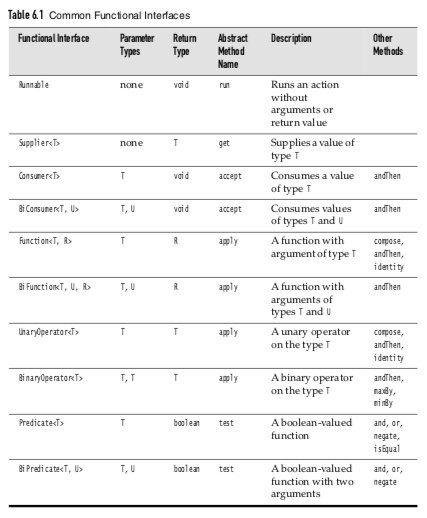 Table 6.1 Common Functional Interfaces
Functional Interface Parameter Types Return Type Abstract Method Name Description Other Methods
Runnable none void run Runs an action without arguments or return value
Supplier<T> none T get Supplies a value of type T
Consumer<T> T void accept Consumes a value of type T andThen
BiConsumer<T, U> T, U void accept Consumes values of types T and U andThen
Function<T, R> T R apply A function with argument of type T compose, andThen, identity
BiFunction<T, U, R> T, U R apply A function with arguments of types T and U andThen
UnaryOperator<T> T T apply A unary operator on the type T compose, andThen, identity
BinaryOperator<T> T, T T apply A binary operator on the type T andThen, maxBy, minBy
Predicate<T> T boolean test A boolean-valued function and, or, negate, isEqual
BiPredicate<T, U> T, U boolean test A boolean-valued function with two arguments and, or, negate